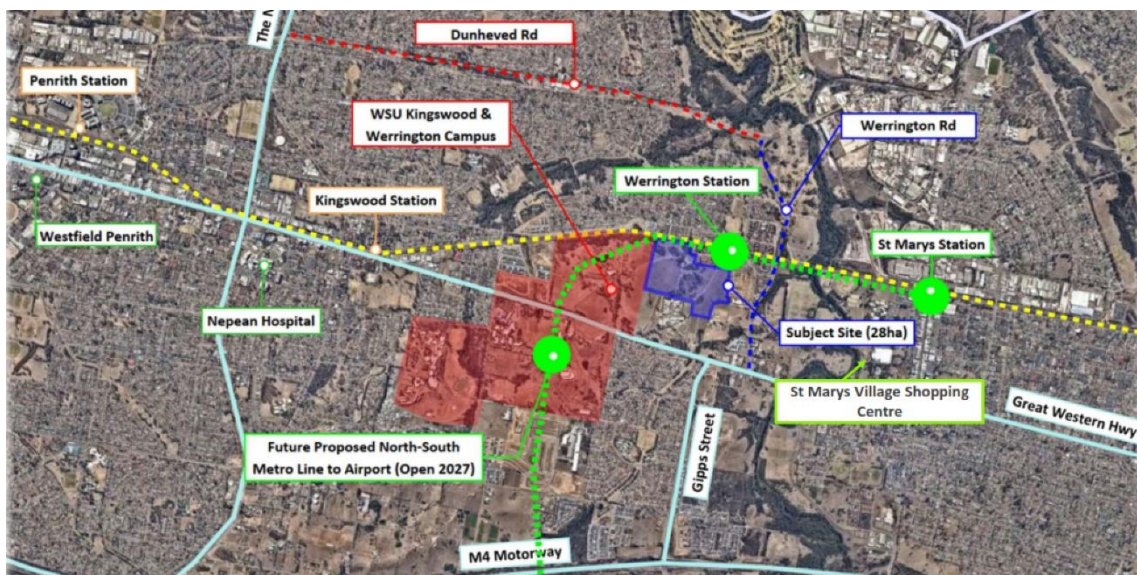 The N
Dunheved Rd
Penrith Station
WSU Kingswood &
Werrington Campus
Werrington Rd
Werrington Station
Kingswood Station
St Marys Station
Westfield Penrith
Nepean Hospital
Subject Site (28ha)
St Marys Village Shopping
Centre
Great Western Hwy
Future Proposed North-South
Metro Line to Airport (Open 2027)
Gipps Street
M4 Motorway